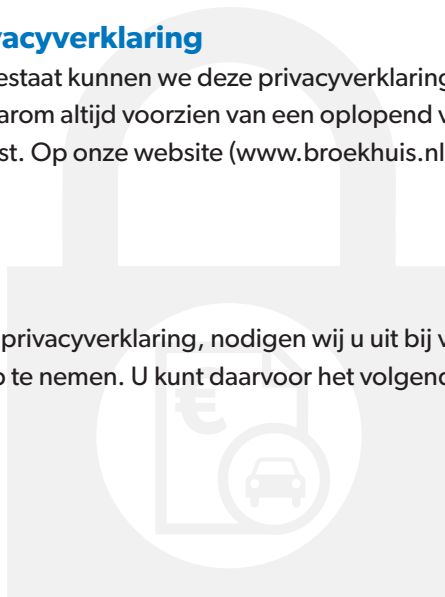 vacyverklaring
estaat kunnen we deze privacyverklaring
arom altijd voorzien van een oplopend v
st. Op onze website (www.broekhuis.nl
privacyverklaring, nodigen wij u uit bij v
te nemen. U kunt daarvoor het volgend
€